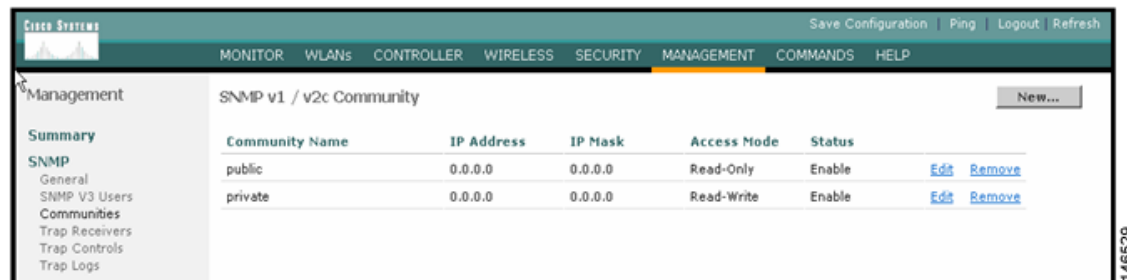 CISCO SYSTEMS
Save Configuration | Ping | Logout | Refresh
MONITOR WLANs CONTROLLER WIRELESS SECURITY MANAGEMENT COMMANDS HELP
Management
SNMP v1 / v2c Community
New...
Summary
SNMP
General
SNMP V3 Users
Communities
Trap Receivers
Trap Controls
Trap Logs
Community Name IP Address IP Mask Access Mode Status
public 0.0.0.0 0.0.0.0 Read-Only Enable Edit Remove
private 0.0.0.0 0.0.0.0 Read-Write Enable Edit Remove
146529